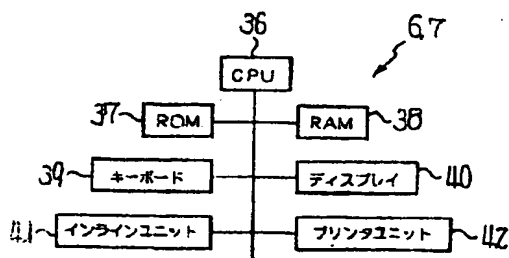 36
6,7
CPU
37 ROM RAM 38
39 キーボード ディスプレイ 40
41 インラインユニット プリンタユニット 42